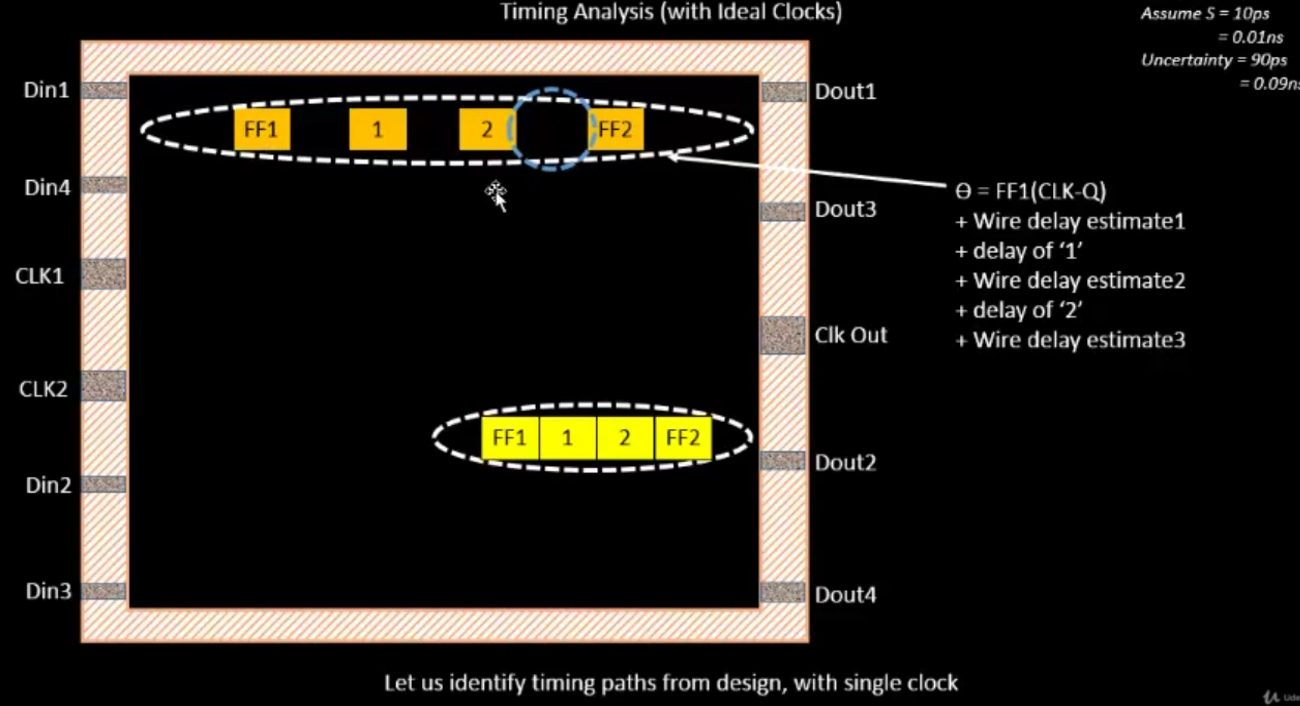 Timing Analysis (with Ideal Clocks)
Assume S = 10ps
= 0.01ns
Uncertainty = 90ps
= 0.09ns
Din1
FF1
1
2
FF2
Dout1
Din4
Dout3
CLK1
Clk Out
CLK2
Ɵ = FF1(CLK-Q)
+ Wire delay estimate1
+ delay of ‘1’
+ Wire delay estimate2
+ delay of ‘2’
+ Wire delay estimate3
FF1
1
2
FF2
Dout2
Din2
Din3
Dout4
Let us identify timing paths from design, with single clock